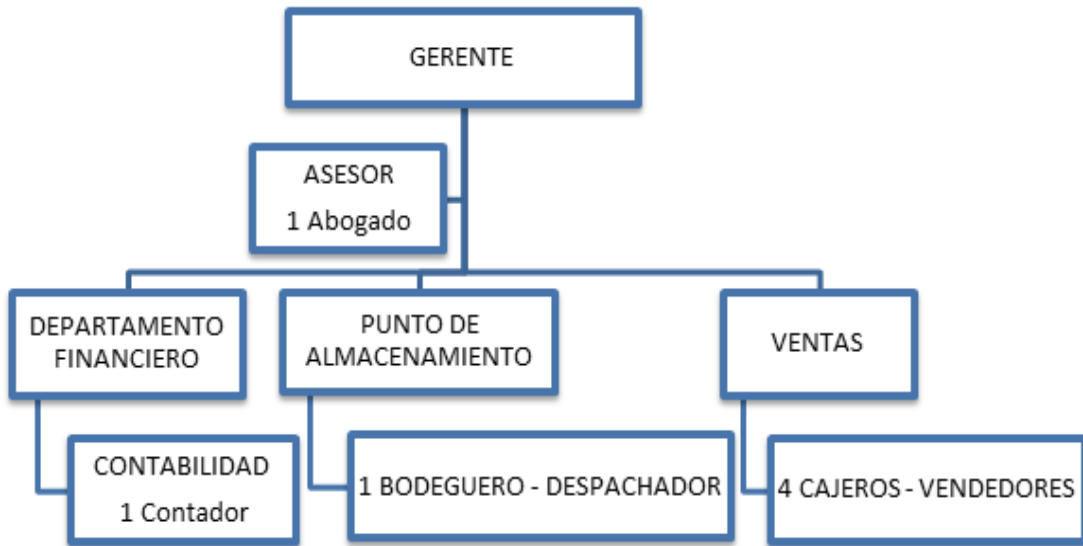 GERENTE
ASESOR
1 Abogado
DEPARTAMENTO
FINANCIERO
PUNTO DE
ALMACENAMIENTO
VENTAS
CONTABILIDAD
1 Contador
1 BODEGUERO - DESPACHADOR
4 CAJEROS - VENDEDORES